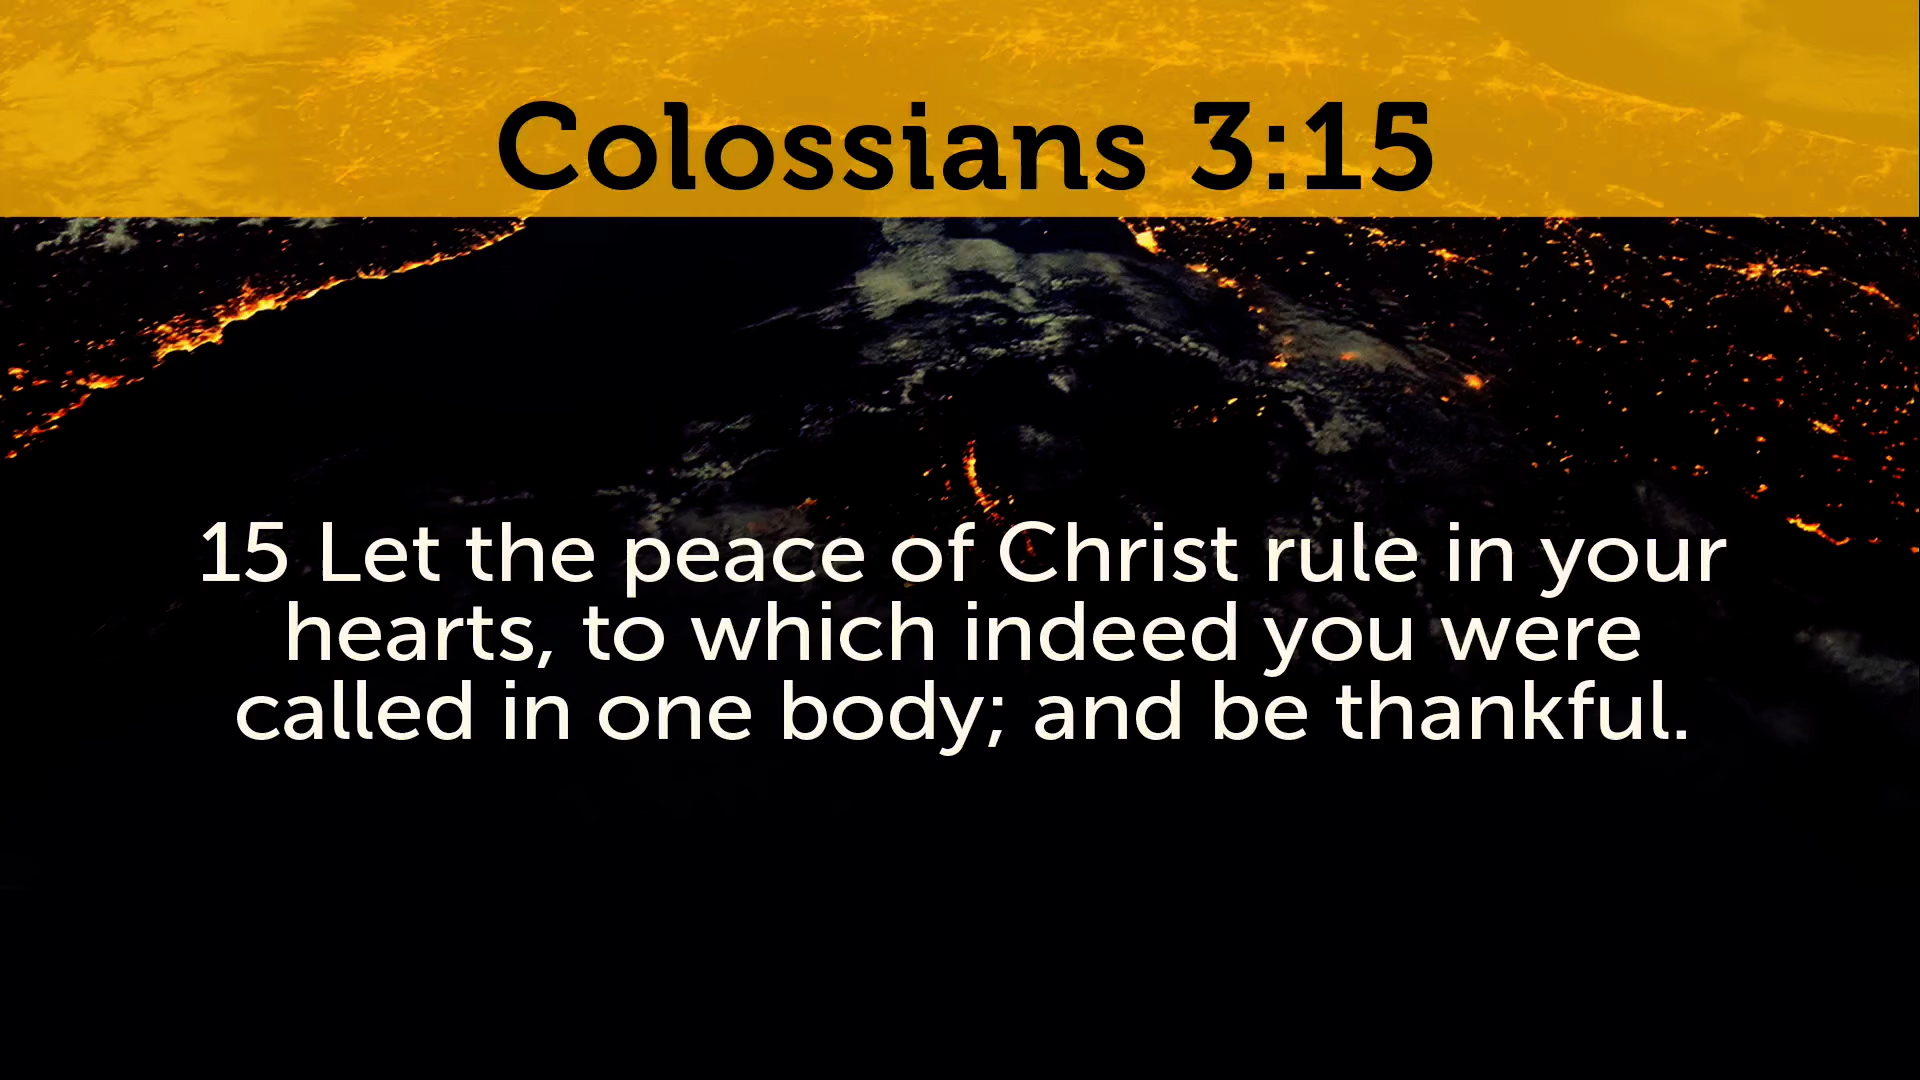 Colossians 3:15
15 Let the peace of Christ rule in your
hearts, to which indeed you were
called in one body; and be thankful.